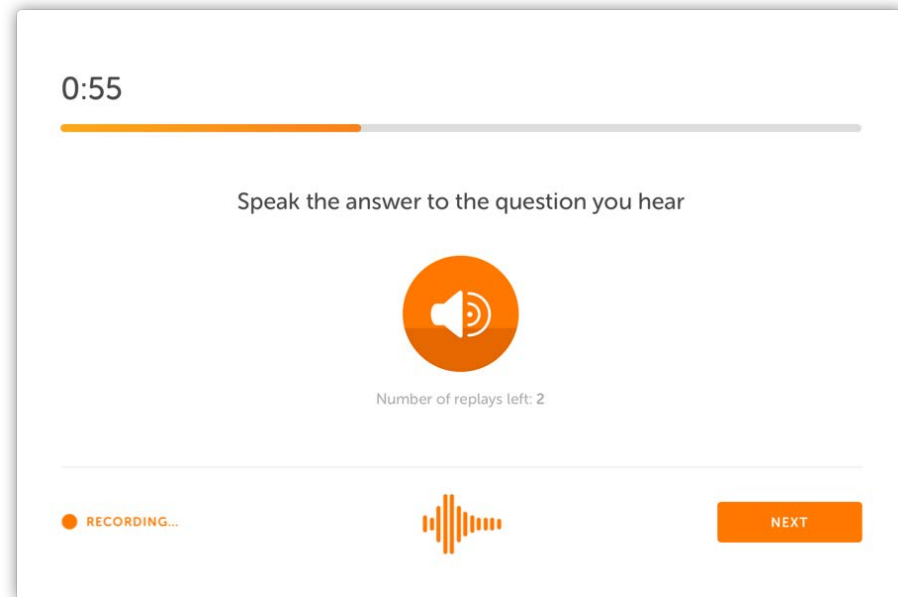 0:55
Speak the answer to the question you hear
Number of replays left: 2
RECORDING...
NEXT